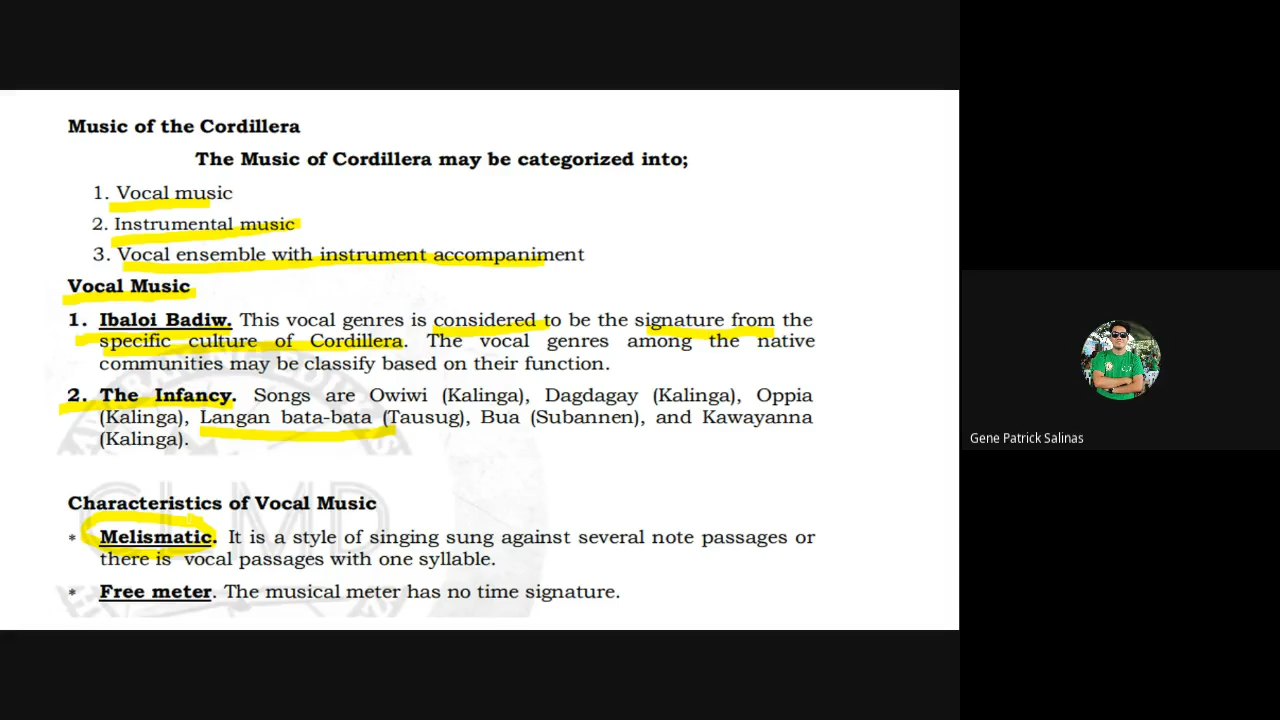 Music of the Cordillera
The Music of Cordillera may be categorized into;
1. Vocal music
2. Instrumental music
3. Vocal ensemble with instrument accompaniment
Vocal Music
1. Ibaloi Badiw. This vocal genres is considered to be the signature from the
specific culture of Cordillera. The vocal genres among the native
communities may be classify based on their function.
2. The Infancy. Songs are Owiwi (Kalinga), Dagdagay (Kalinga), Oppia
(Kalinga), Langan bata-bata (Tausug), Bua (Subannen), and Kawayanna
(Kalinga).
Characteristics of Vocal Music
* Melismatic. It is a style of singing sung against several note passages or
there is vocal passages with one syllable.
* Free meter. The musical meter has no time signature.
CLMD
Gene Patrick Salinas